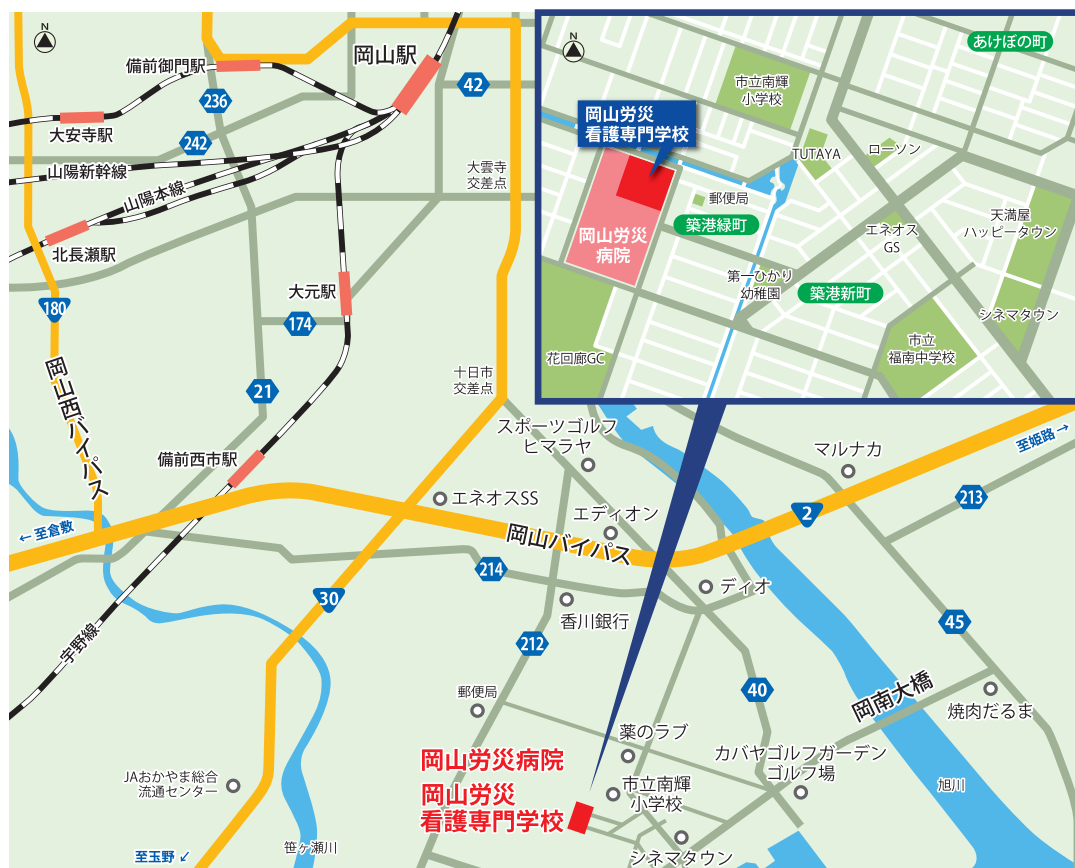 N
備前御門駅
岡山駅
236
42
大安寺駅
242
山陽新幹線
山陽本線
大雲寺
交差点
北長瀬駅
大元駅
180
174
岡山西バイパス
21
十日市
交差点
備前西市駅
N
あけぼの町
市立南輝
小学校
岡山労災
看護専門学校
TUTAYA
ローソン
郵便局
築港緑町
岡山労災
病院
エネオス
GS
天満屋
ハッピータウン
第一ひかり
幼稚園
築港新町
シネマタウン
市立
福南中学校
花回廊GC
スポーツゴルフ
ヒマラヤ
マルナカ
至姫路→
エネオスSS
213
エディオン
2
←至倉敷
岡山バイパス
214
ディオ
30
香川銀行
45
宇野線
212
40
岡南大橋
郵便局
焼肉だるま
薬のラブ
カバヤゴルフガーデン
ゴルフ場
岡山労災病院
岡山労災
看護専門学校
市立南輝
小学校
JAおかやま総合
流通センター
旭川
笹ヶ瀬川
至玉野↙
シネマタウン